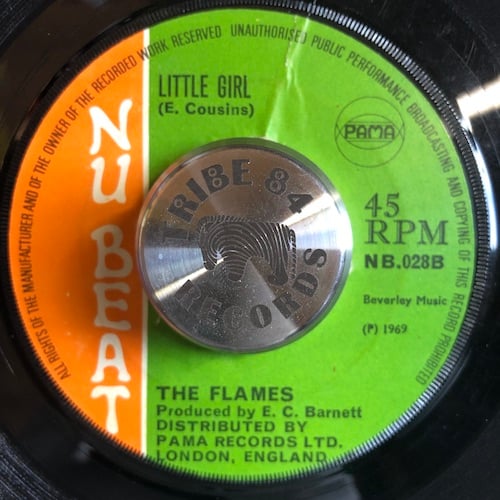 ALL RIGHTS OF THE MANUFACTURER AND OF THE OWNER OF THE RECORDED WORK RESERVED UNAUTHORISED PUBLIC PERFORMANCE BROADCASTING AND COPYING OF THIS RECORD PROHIBITED
NU BEAT
LITTLE GIRL
(E. Cousins)
PAMA
TRIBE 84
RECORDS
45
RPM
NB.028B
Beverley Music
(P) 1969
THE FLAMES
Produced by E. C. Barnett
DISTRIBUTED BY
PAMA RECORDS LTD.
LONDON, ENGLAND